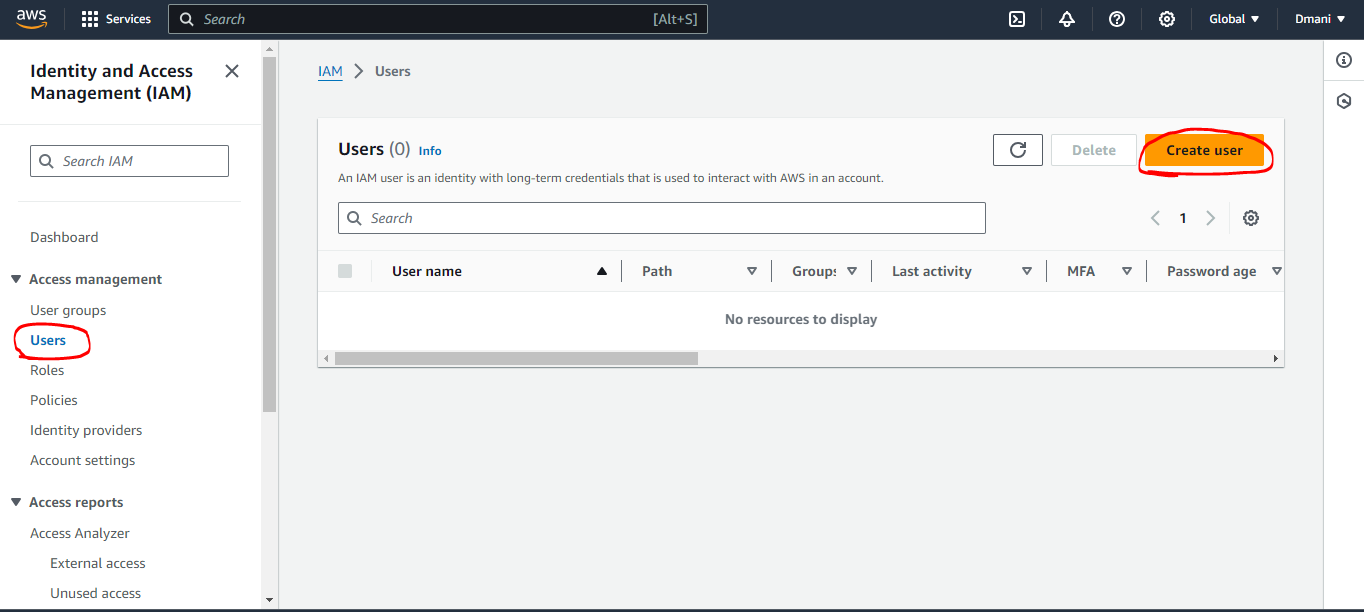 aws
Services
Search
[Alt+S]
Global
Dmani
Identity and Access
Management (IAM)
Search IAM
Dashboard
Access management
User groups
Users
Roles
Policies
Identity providers
Account settings
Access reports
Access Analyzer
External access
Unused access
IAM > Users
Users (0) Info
Delete
Create user
An IAM user is an identity with long-term credentials that is used to interact with AWS in an account.
Search
1
User name Path Groups Last activity MFA Password age
No resources to display